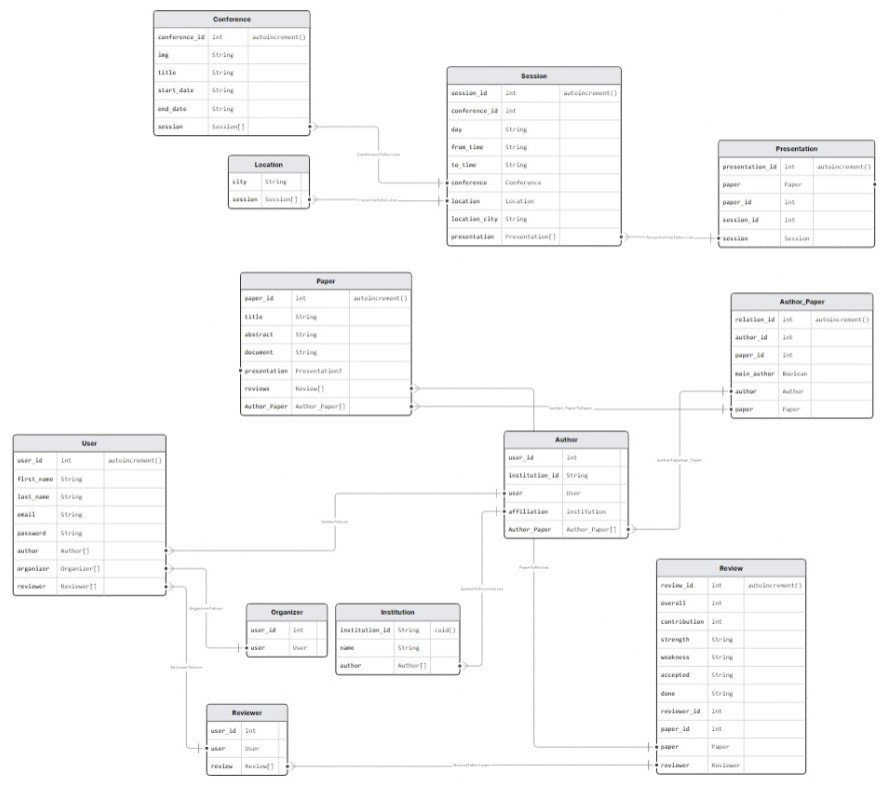 Conference
conference_id Int autoincrement()
img String
title String
start_date String
end_date String
session Session[]
ConferenceToSession
Location
city String
session Session[]
LocationToSession
Session
session_id Int autoincrement()
conference_id Int
day String
from_time String
to_time String
conference Conference
location Location
location_city String
presentation Presentation[]
PresentationToSession
Presentation
presentation_id Int autoincrement()
paper Paper
paper_id Int
session_id Int
session Session
Paper
paper_id Int autoincrement()
title String
abstract String
document String
presentation Presentation?
reviews Review[]
Author_Paper Author_Paper[]
Author_PaperToPaper
Author_Paper
relation_id Int autoincrement()
author_id Int
paper_id Int
main_author Boolean
author Author
paper Paper
AuthorToAuthor_Paper
User
user_id Int autoincrement()
first_name String
last_name String
email String
password String
author Author[]
organizer Organizer[]
reviewer Reviewer[]
AuthorToUser
Author
user_id Int
institution_id String
user User
affiliation Institution
Author_Paper Author_Paper[]
PaperToReview
AuthorToInstitution
OrganizerToUser
ReviewerToUser
Organizer
user_id Int
user User
Institution
institution_id String cuid()
name String
author Author[]
Review
review_id Int autoincrement()
overall Int
contribution Int
strength String
weakness String
accepted String
done String
reviewer_id Int
paper_id Int
paper Paper
reviewer Reviewer
Reviewer
user_id Int
user User
review Review[]
ReviewToReviewer